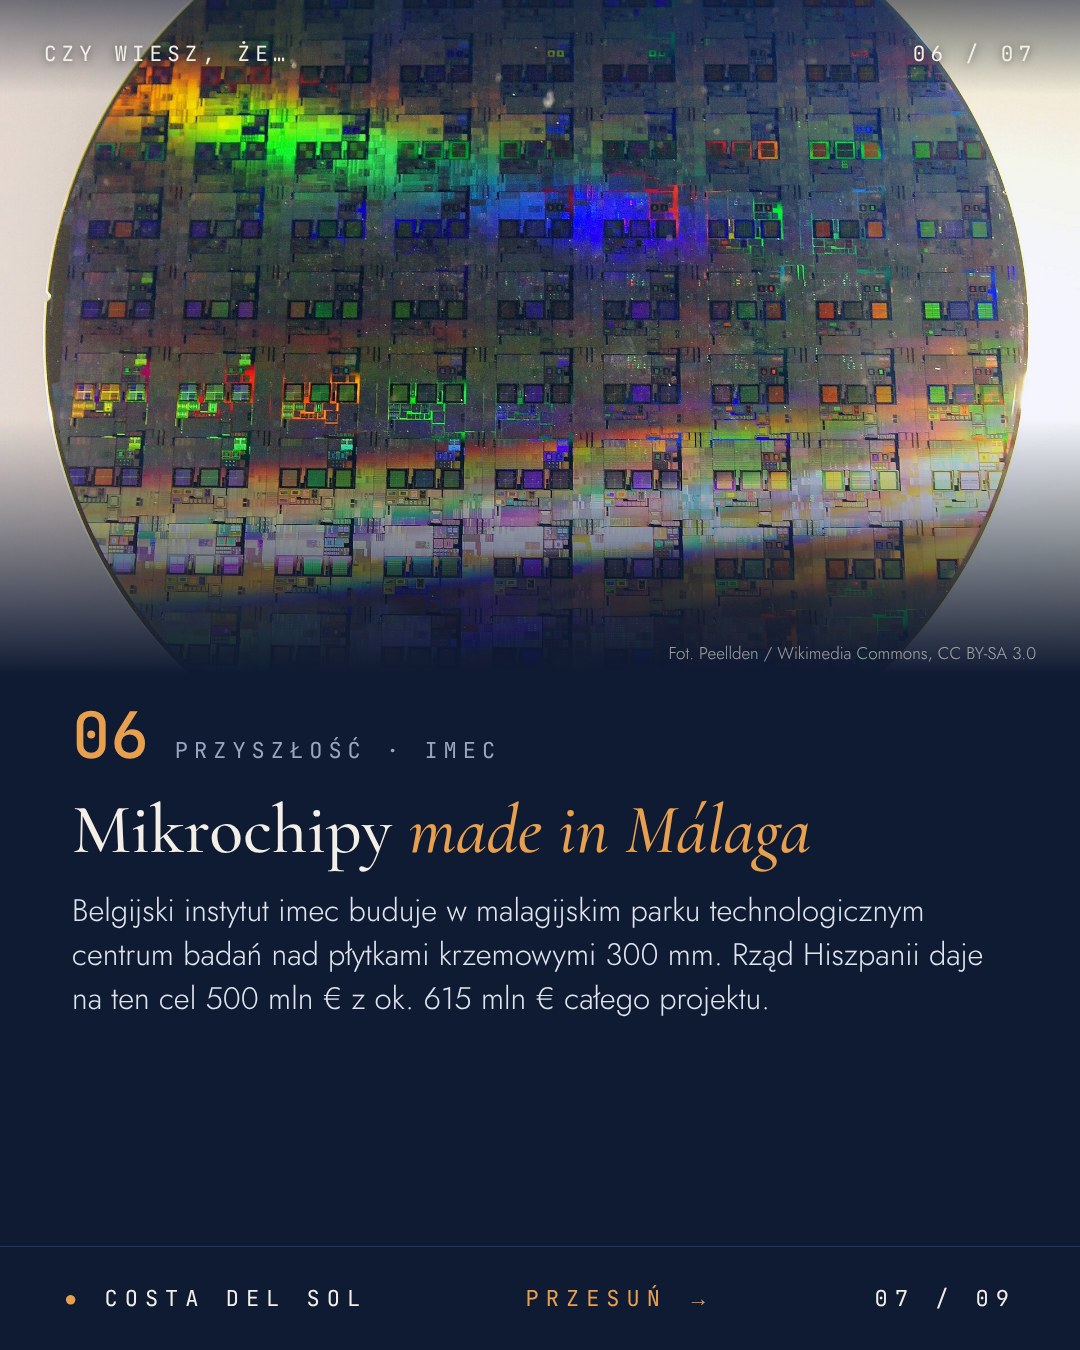 CZY WIESZ, ŻE…
06 / 07
Fot. Peellden / Wikimedia Commons, CC BY-SA 3.0
06 PRZYSZŁOŚĆ · IMEC
Mikrochipy made in Málaga
Belgijski instytut imec buduje w malagijskim parku technologicznym
centrum badań nad płytkami krzemowymi 300 mm. Rząd Hiszpanii daje
na ten cel 500 mln € z ok. 615 mln € całego projektu.
• COSTA DEL SOL
PRZESUŃ →
07 / 09